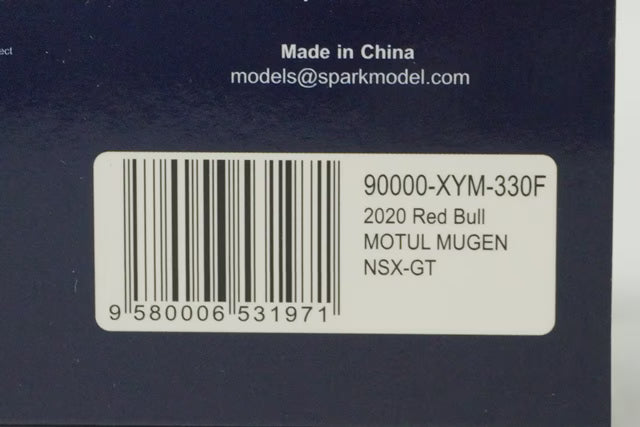 ect
Made in China
models@sparkmodel.com
90000-XYM-330F
2020 Red Bull
MOTUL MUGEN
NSX-GT
9 580006 531971